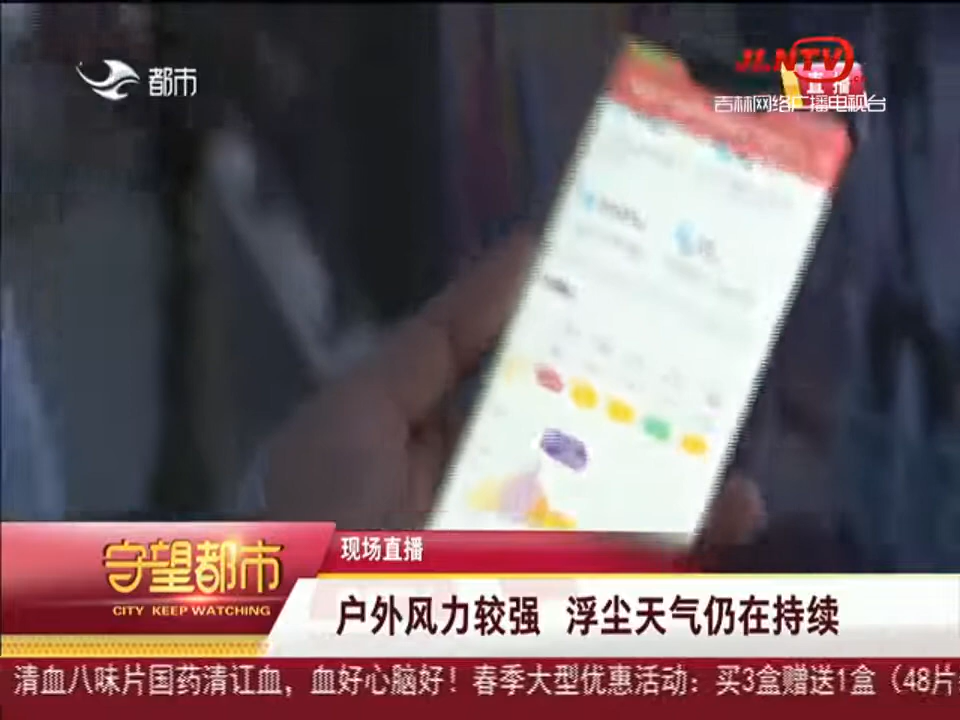 都市
JLNTV
直播
吉林网络广播电视台
守望都市
CITY KEEP WATCHING
现场直播
户外风力较强 浮尘天气仍在持续
清血八味片国药清讧血，血好心脑好！春季大型优惠活动：买3盒赠送1盒（48片